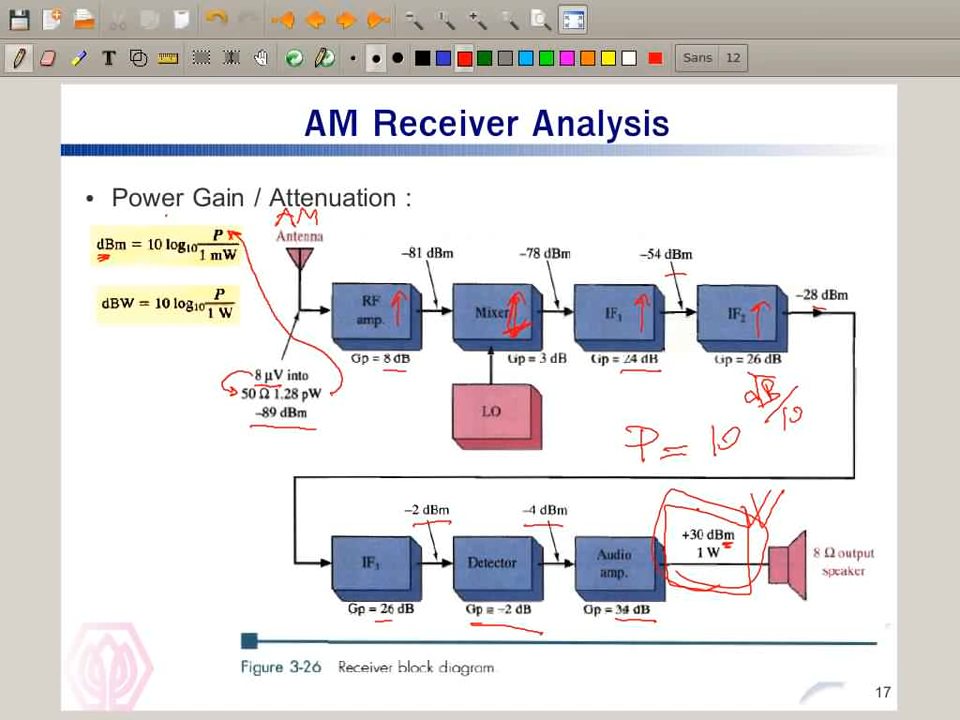 Sans 12
AM Receiver Analysis
• Power Gain / Attenuation :
AM
Antenna
dBm = 10 log₁₀ P / 1 mW
dBW = 10 log₁₀ P / 1 W
–81 dBm
–78 dBm
–54 dBm
–28 dBm
RF amp.
Mixer
IF₁
IF₂
Gp = 8 dB
Gp = 3 dB
Gp = 24 dB
Gp = 26 dB
8 μV into
50 Ω 1.28 pW
–89 dBm
LO
P = 10 dB/10
–2 dBm
–4 dBm
+30 dBm
1 W
W
IF₃
Detector
Audio amp.
8 Ω output
speaker
Gp = 26 dB
Gp = –2 dB
Gp = 34 dB
Figure 3-26 Receiver block diagram.
17